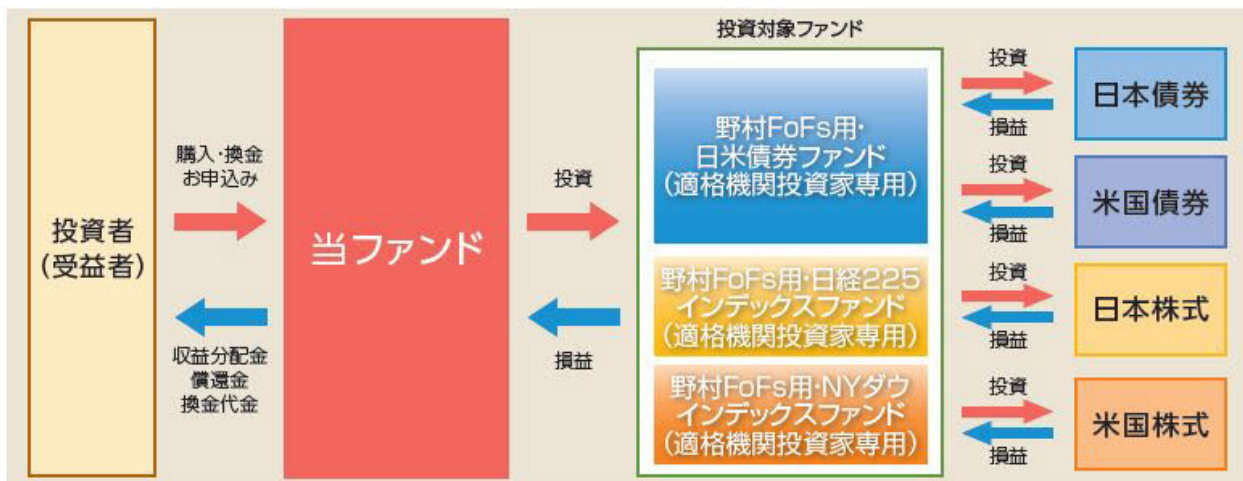 投資者
(受益者)
購入・換金
お申込み
収益分配金
償還金
換金代金
当ファンド
投資
損益
投資対象ファンド
野村FoFs用・
日米債券ファンド
(適格機関投資家専用)
野村FoFs用・日経225
インデックスファンド
(適格機関投資家専用)
野村FoFs用・NYダウ
インデックスファンド
(適格機関投資家専用)
投資
損益
日本債券
投資
損益
米国債券
投資
損益
日本株式
投資
損益
米国株式